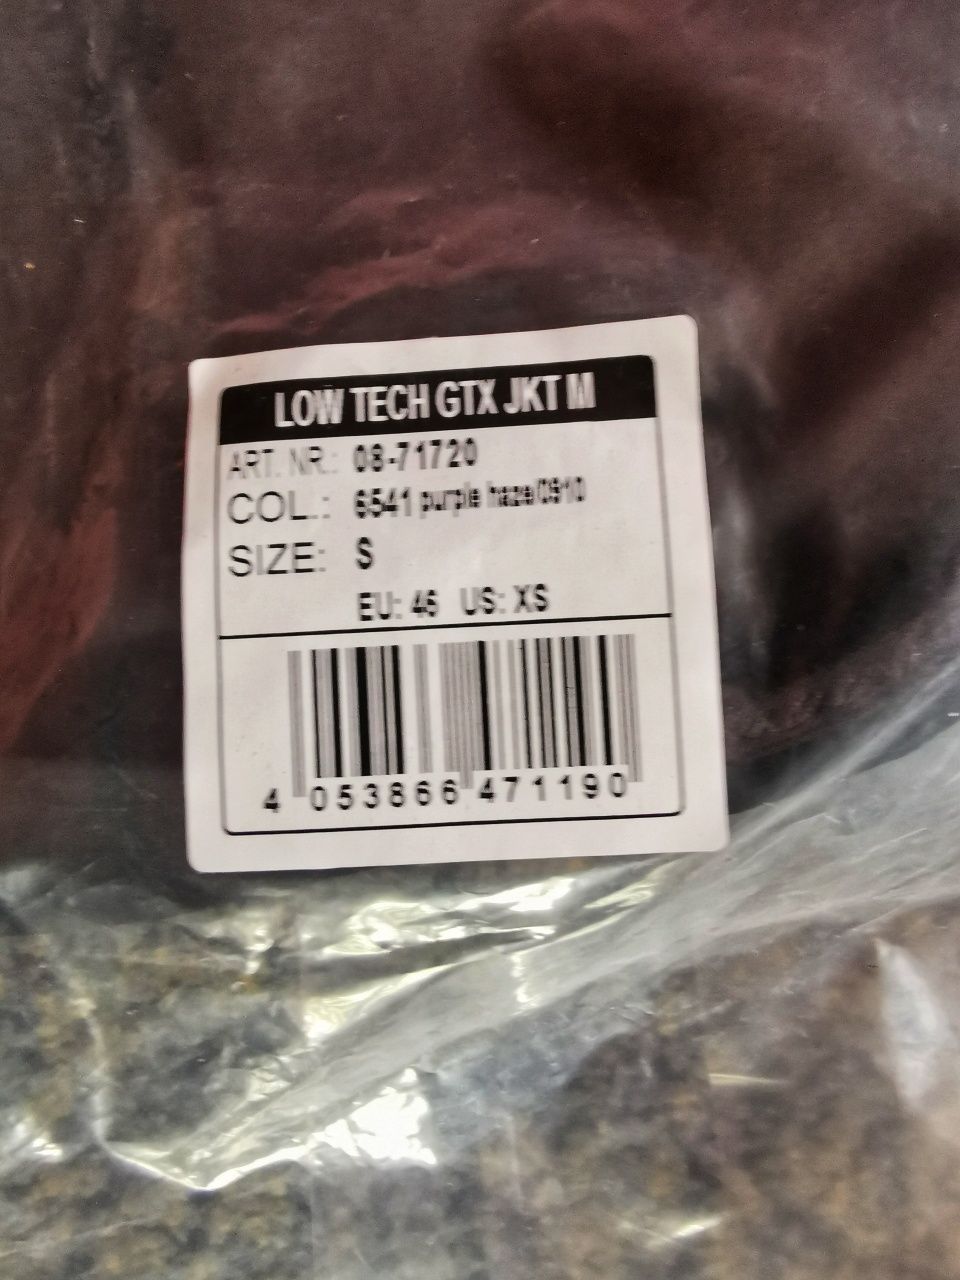 LOW TECH GTX JKT M
ART. NR.: 08-71720
COL.: 6541 purple haze/0910
SIZE: S
EU: 46 US: XS
4 053866 471190